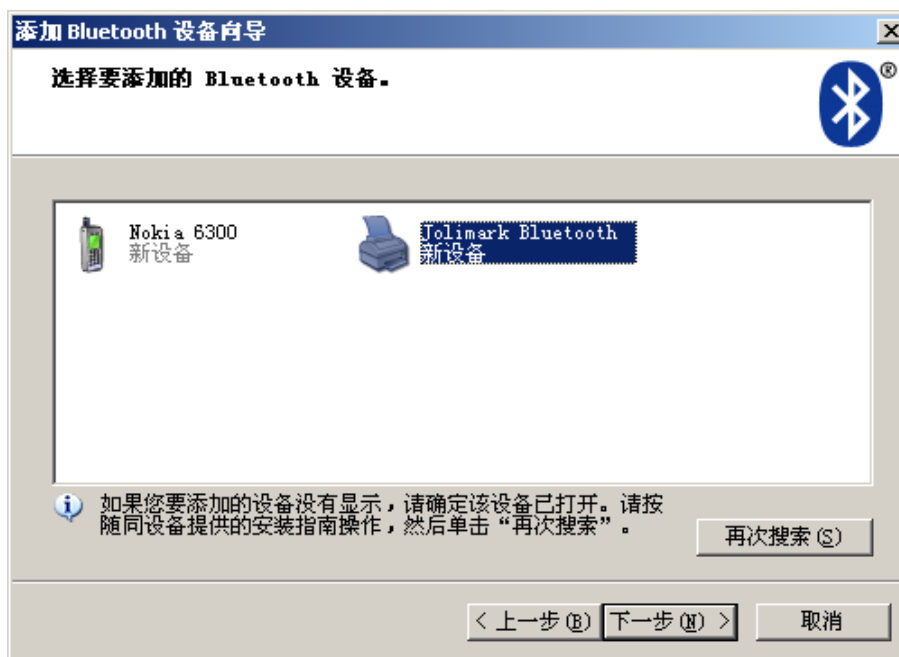 添加 Bluetooth 设备向导
选择要添加的 Bluetooth 设备。
®
Nokia 6300
新设备
Jolimark Bluetooth
新设备
如果您要添加的设备没有显示，请确定该设备已打开。请按
随同设备提供的安装指南操作，然后单击“再次搜索”。
再次搜索(S)
< 上一步(B)
下一步(N) >
取消